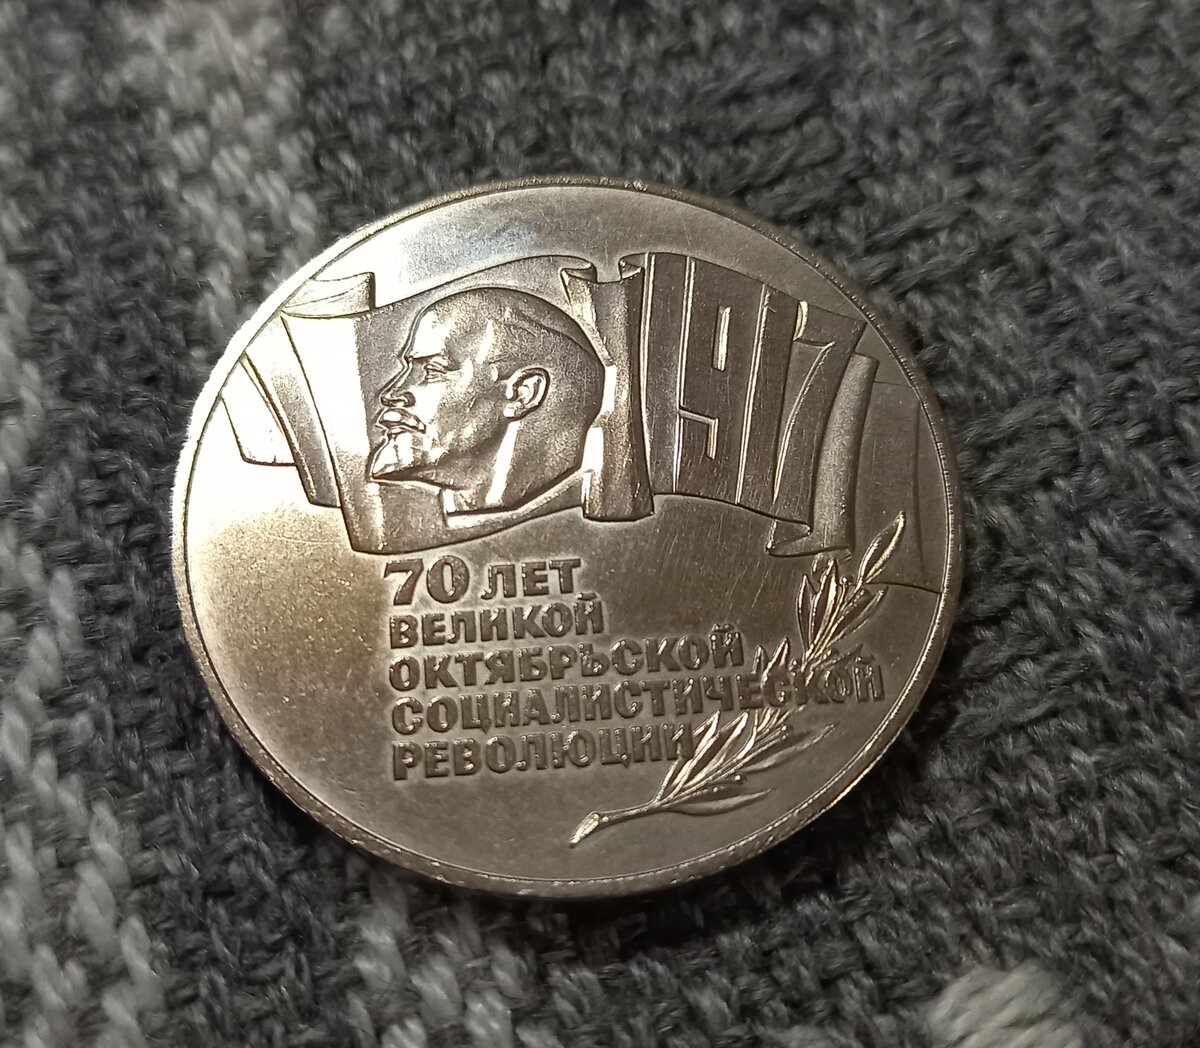 1917
70 ЛЕТ
ВЕЛИКОЙ
ОКТЯБРЬСКОЙ
СОЦИАЛИСТИЧЕСКОЙ
РЕВОЛЮЦИИ